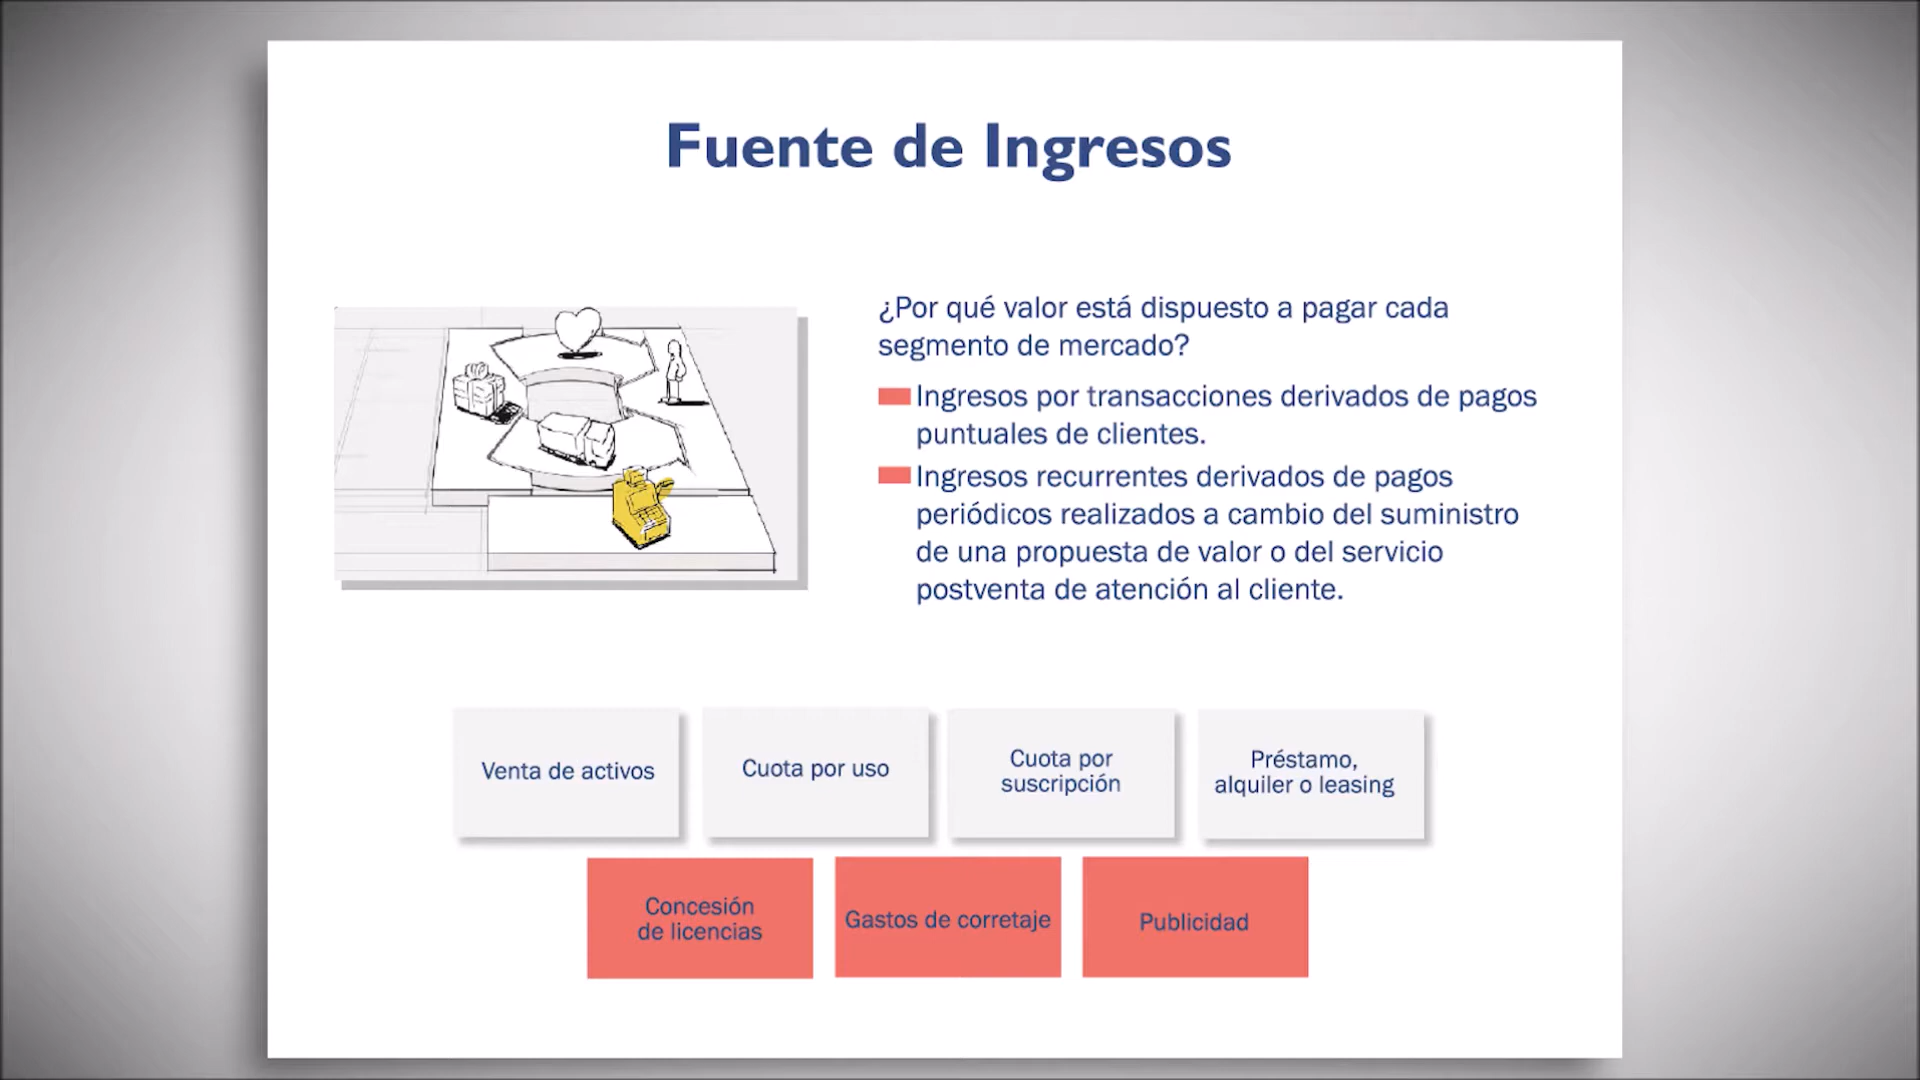 Fuente de Ingresos
¿Por qué valor está dispuesto a pagar cada
segmento de mercado?
Ingresos por transacciones derivados de pagos
puntuales de clientes.
Ingresos recurrentes derivados de pagos
periódicos realizados a cambio del suministro
de una propuesta de valor o del servicio
postventa de atención al cliente.
Venta de activos
Cuota por uso
Cuota por
suscripción
Préstamo,
alquiler o leasing
Concesión
de licencias
Gastos de corretaje
Publicidad